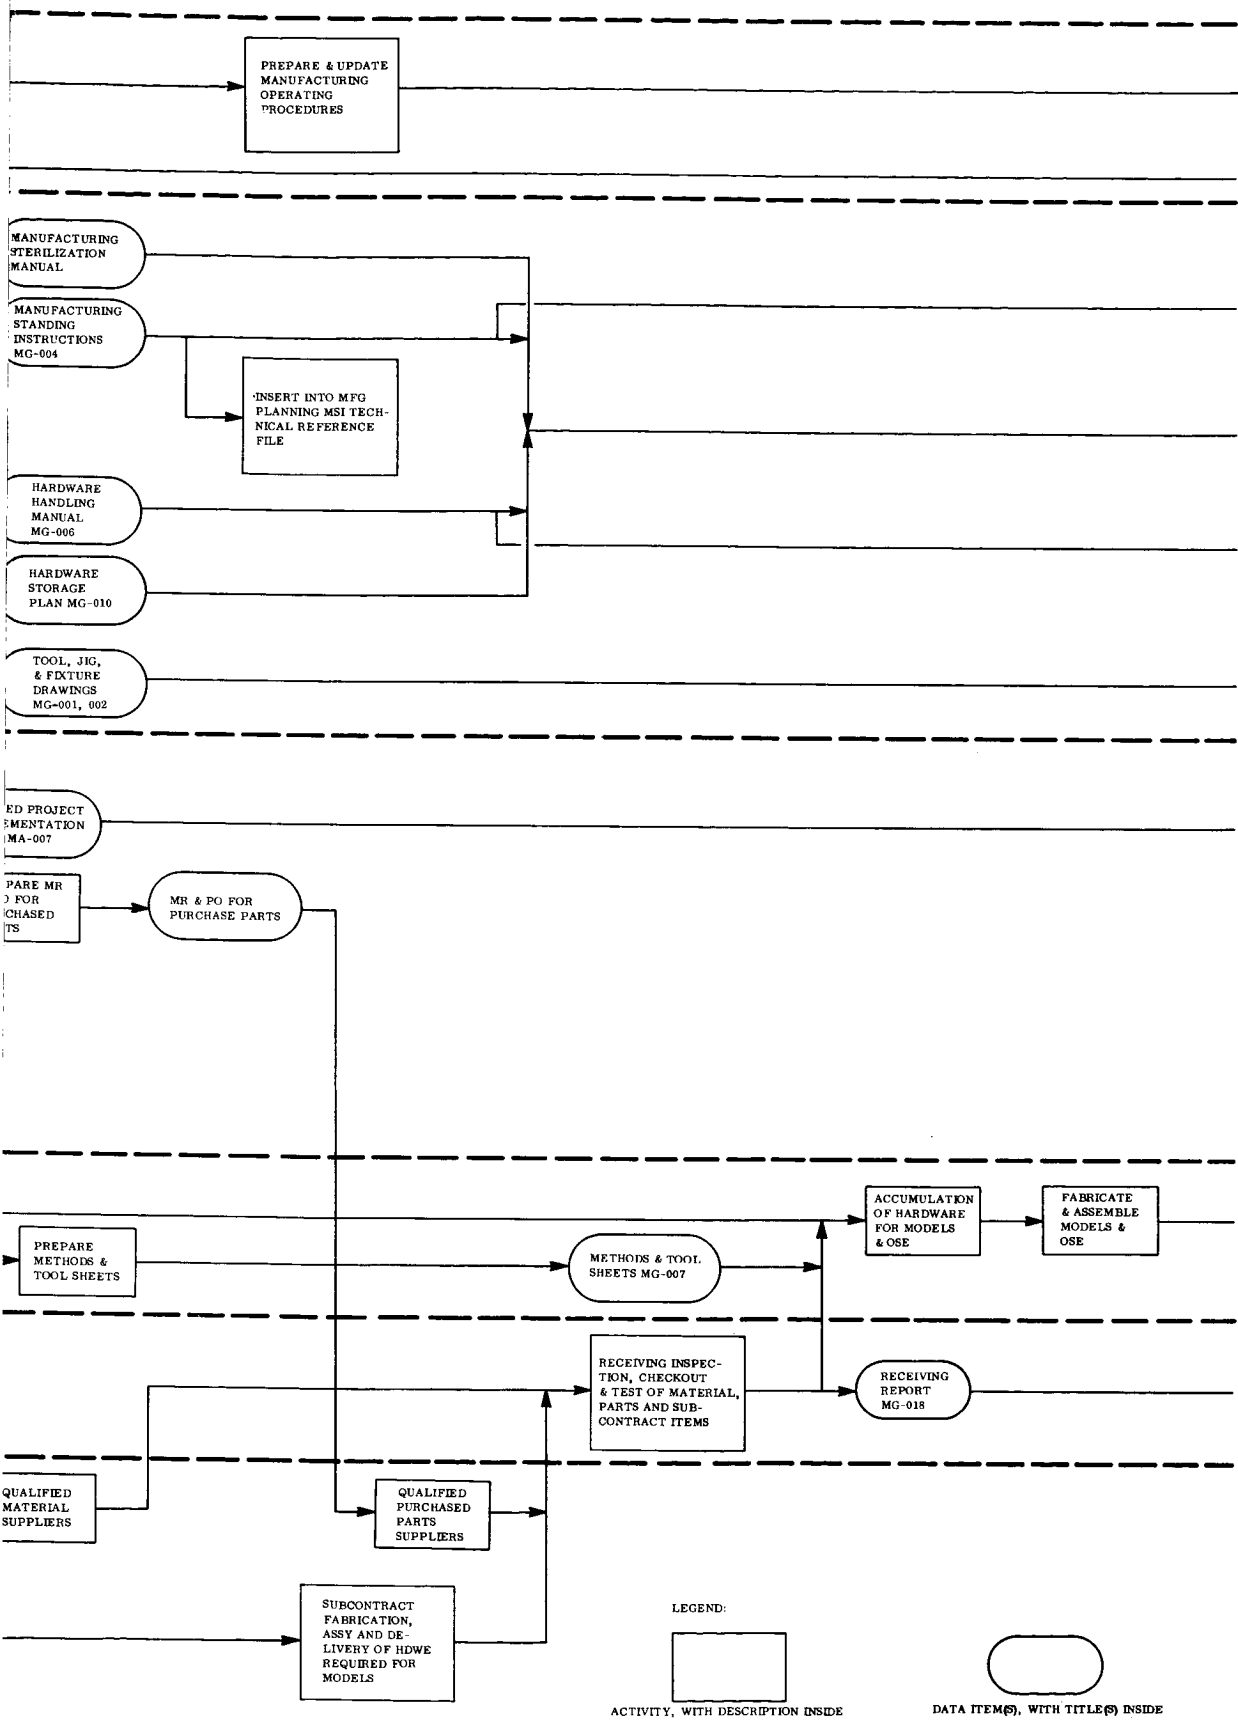 PREPARE & UPDATE
MANUFACTURING
OPERATING
PROCEDURES
MANUFACTURING
STERILIZATION
MANUAL
MANUFACTURING
STANDING
INSTRUCTIONS
MG-004
INSERT INTO MFG
PLANNING MSI TECH-
NICAL REFERENCE
FILE
HARDWARE
HANDLING
MANUAL
MG-006
HARDWARE
STORAGE
PLAN MG-010
TOOL, JIG,
& FIXTURE
DRAWINGS
MG-001, 002
ED PROJECT
EMENTATION
MA-007
PARE MR
O FOR
CHASED
TS
MR & PO FOR
PURCHASE PARTS
ACCUMULATION
OF HARDWARE
FOR MODELS
& OSE
FABRICATE
& ASSEMBLE
MODELS &
OSE
PREPARE
METHODS &
TOOL SHEETS
METHODS & TOOL
SHEETS MG-007
RECEIVING INSPEC-
TION, CHECKOUT
& TEST OF MATERIAL,
PARTS AND SUB-
CONTRACT ITEMS
RECEIVING
REPORT
MG-018
QUALIFIED
MATERIAL
SUPPLIERS
QUALIFIED
PURCHASED
PARTS
SUPPLIERS
SUBCONTRACT
FABRICATION,
ASSY AND DE-
LIVERY OF HDWE
REQUIRED FOR
MODELS
LEGEND:
ACTIVITY, WITH DESCRIPTION INSIDE
DATA ITEM(S), WITH TITLE(S) INSIDE